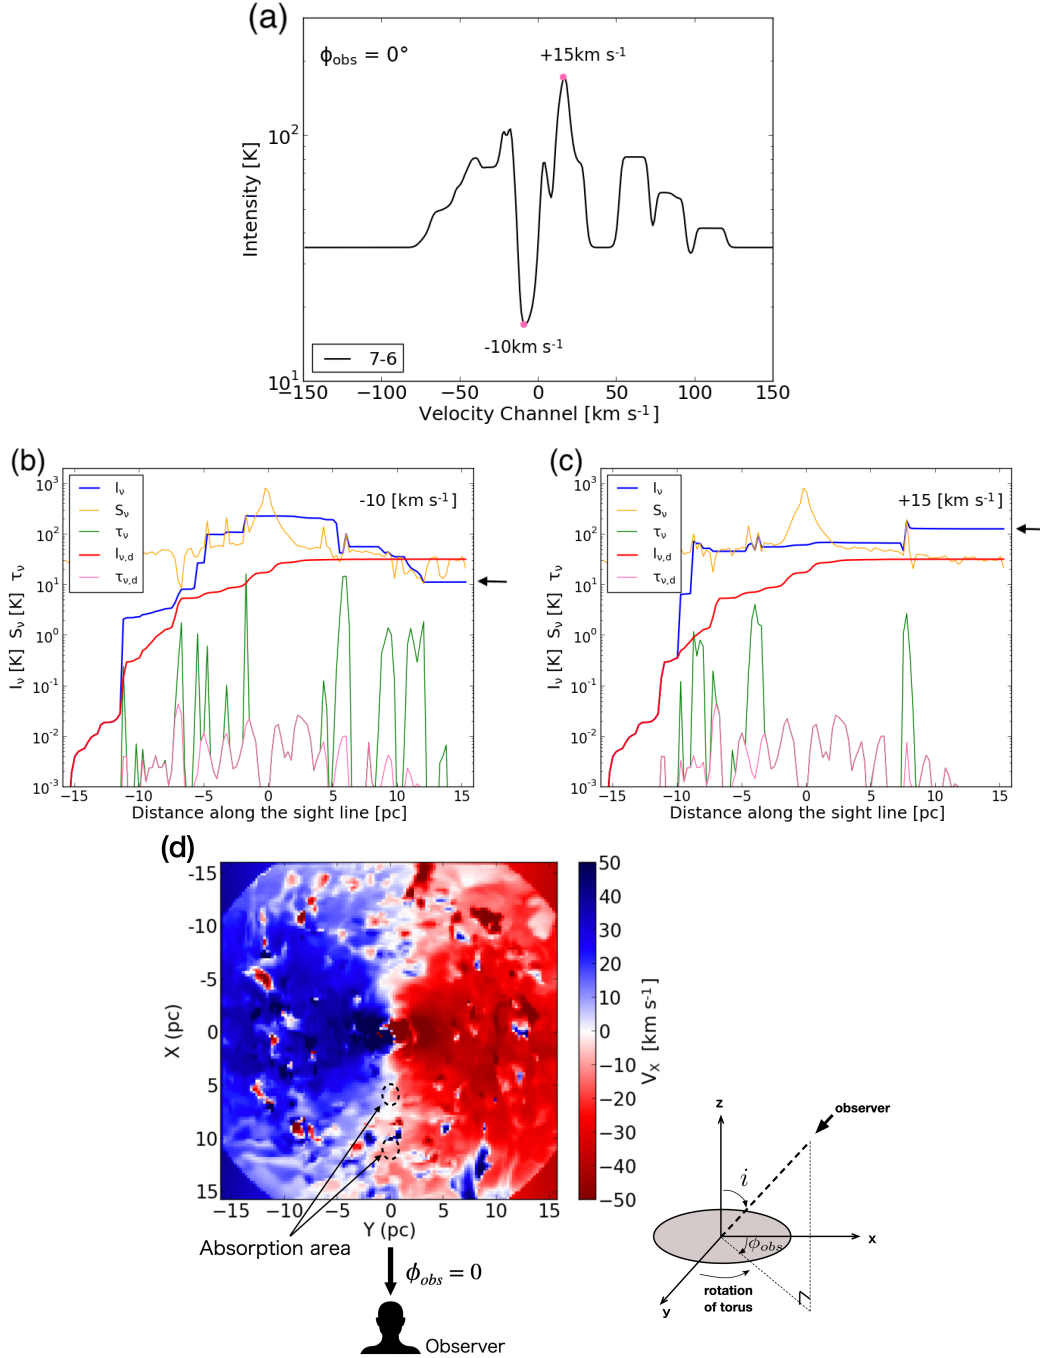 (a)
ϕobs = 0°
+15km s-1
-10km s-1
7-6
Intensity [K]
10²
10¹
−150 −100 −50 0 50 100 150
Velocity Channel [km s-1]
(b)
Iν
Sν
τν
Iν,d
τν,d
-10 [km s-1]
Iν [K] Sν [K] τν
10³
10²
10¹
10⁰
10⁻¹
10⁻²
10⁻³
−15 −10 −5 0 5 10 15
Distance along the sight line [pc]
(c)
Iν
Sν
τν
Iν,d
τν,d
+15 [km s-1]
Iν [K] Sν [K] τν
10³
10²
10¹
10⁰
10⁻¹
10⁻²
10⁻³
−15 −10 −5 0 5 10 15
Distance along the sight line [pc]
(d)
X (pc)
-15
-10
-5
0
5
10
15
−15 −10 −5 0 5 10 15
Y (pc)
50
40
30
20
10
0
−10
−20
−30
−40
−50
VX [km s-1]
Absorption area
ϕobs = 0
Observer
z
observer
i
ϕobs
x
y
rotation
of torus